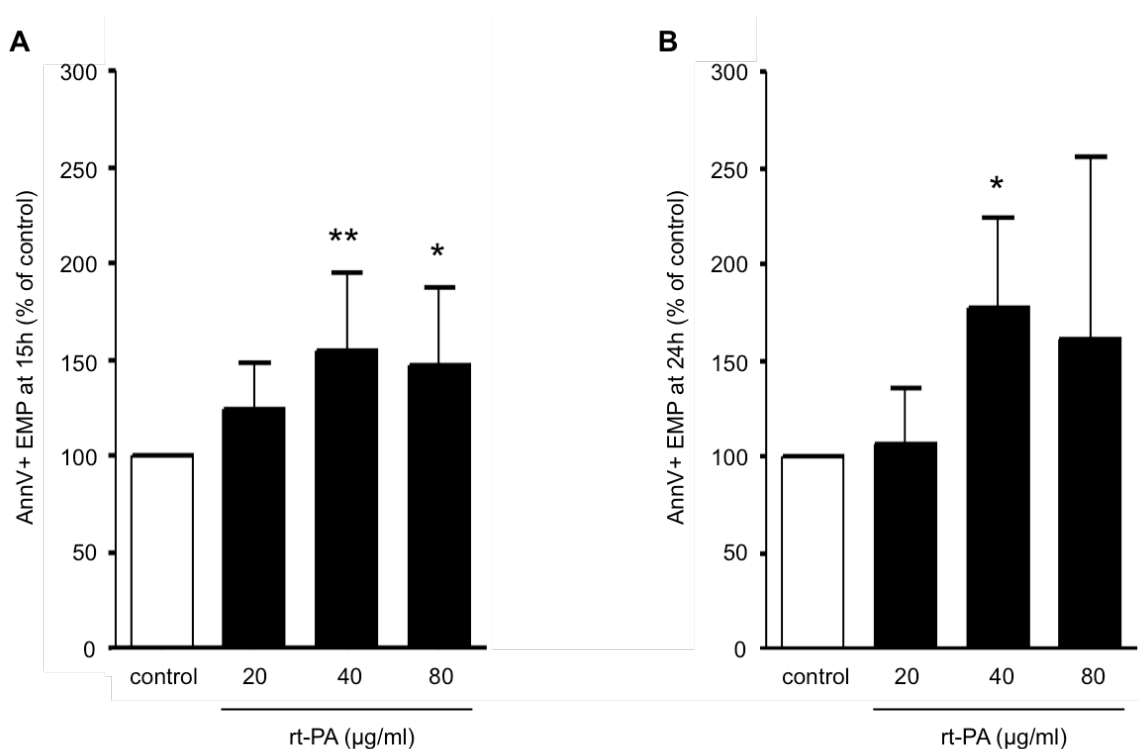 A
AnnV+ EMP at 15h (% of control)
300
250
200
150
100
50
0
**
*
control 20 40 80
rt-PA (µg/ml)
B
AnnV+ EMP at 24h (% of control)
300
250
200
150
100
50
0
*
control 20 40 80
rt-PA (µg/ml)